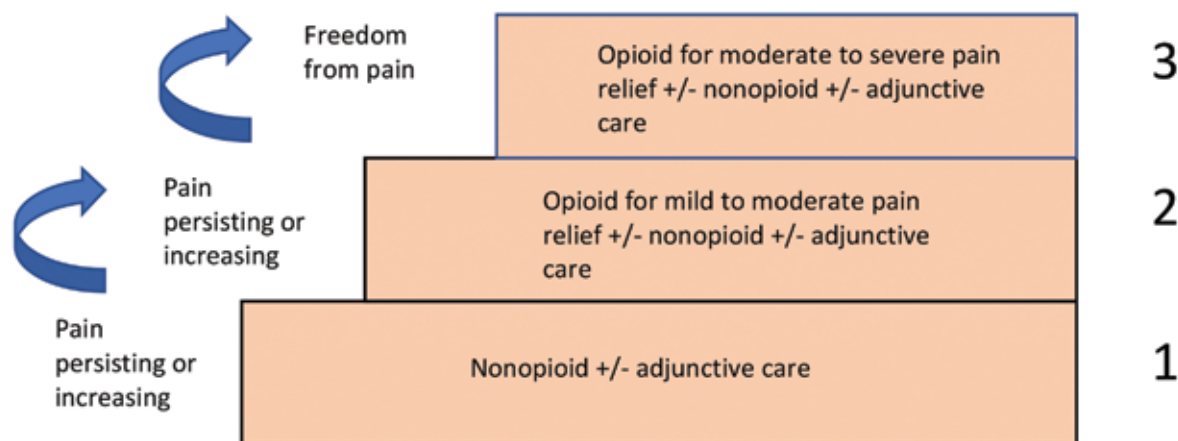 Freedom
from pain
Opioid for moderate to severe pain
relief +/- nonopioid +/- adjunctive
care
3
Pain
persisting or
increasing
Opioid for mild to moderate pain
relief +/- nonopioid +/- adjunctive
care
2
Pain
persisting or
increasing
Nonopioid +/- adjunctive care
1